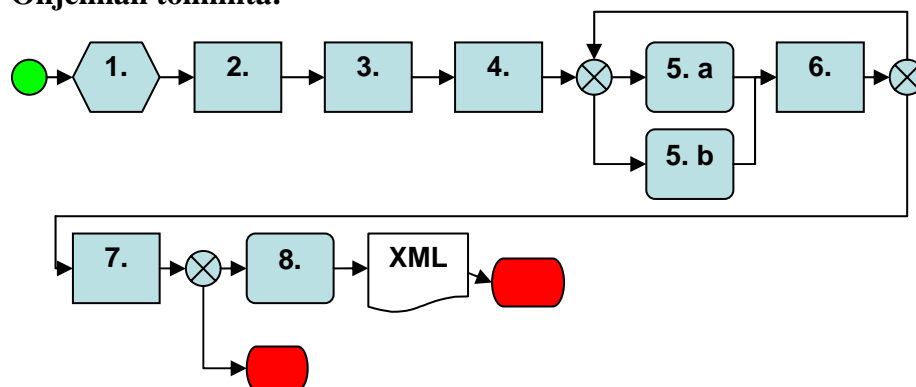 Ohjelman toiminta:
1. 2. 3. 4. 5. a 6.
5. b
7. 8. XML